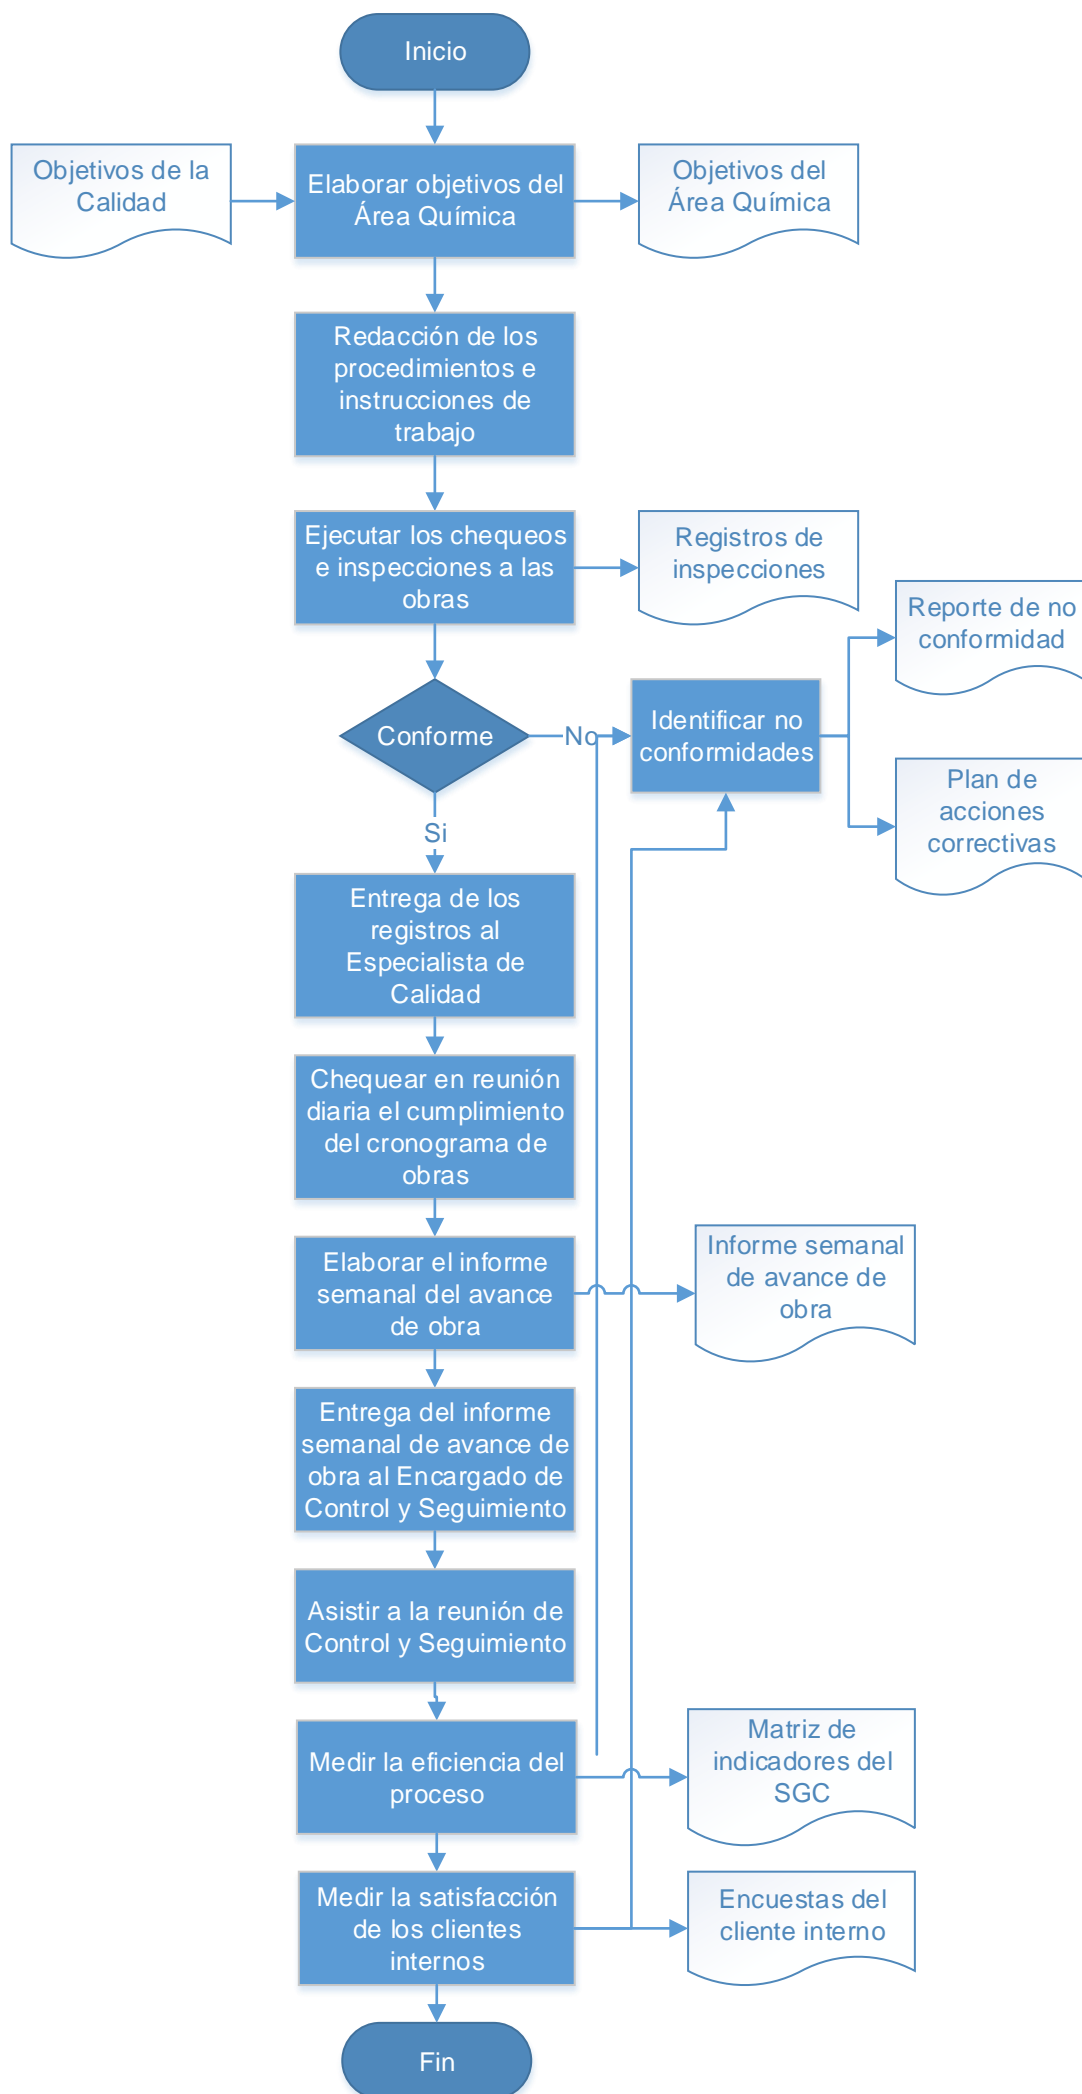 Inicio
Objetivos de la
Calidad
Elaborar objetivos del
Área Química
Objetivos del
Área Química
Redacción de los
procedimientos e
instrucciones de
trabajo
Ejecutar los chequeos
e inspecciones a las
obras
Registros de
inspecciones
Reporte de no
conformidad
Conforme
No
Identificar no
conformidades
Plan de
acciones
correctivas
Si
Entrega de los
registros al
Especialista de
Calidad
Chequear en reunión
diaria el cumplimiento
del cronograma de
obras
Elaborar el informe
semanal del avance
de obra
Informe semanal
de avance de
obra
Entrega del informe
semanal de avance de
obra al Encargado de
Control y Seguimiento
Asistir a la reunión de
Control y Seguimiento
Medir la eficiencia del
proceso
Matriz de
indicadores del
SGC
Medir la satisfacción
de los clientes
internos
Encuestas del
cliente interno
Fin